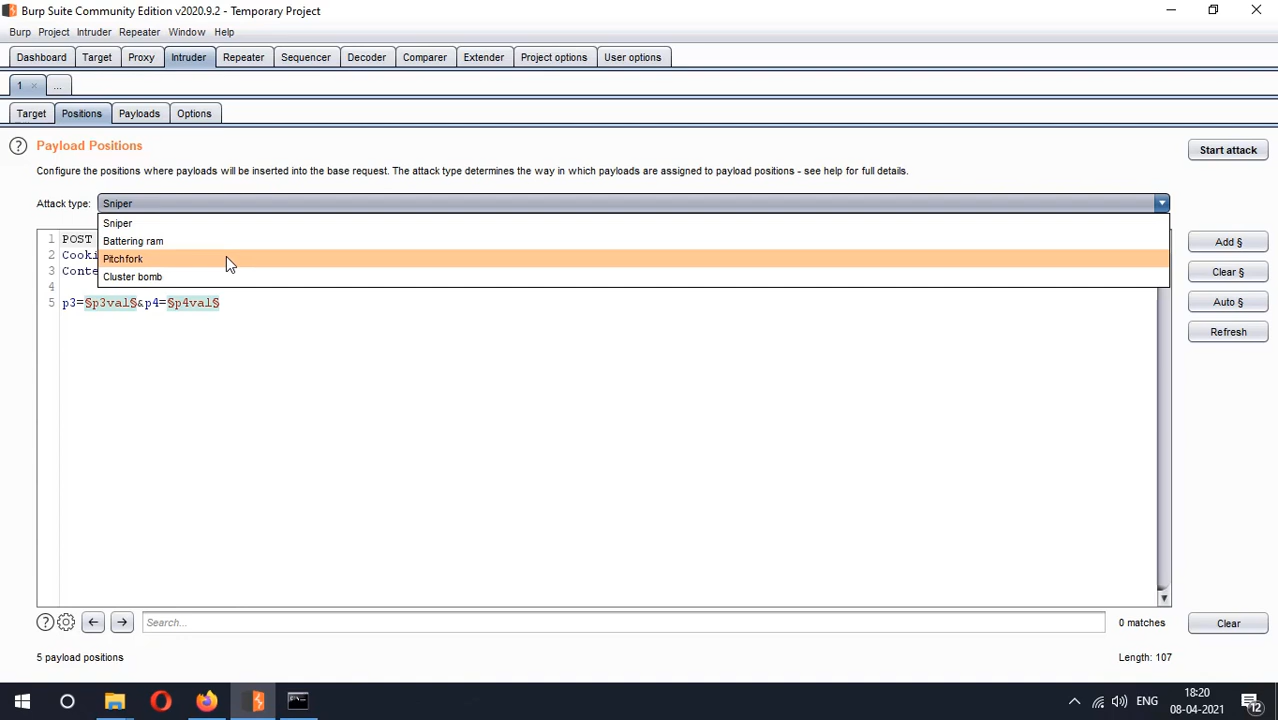 Burp Suite Community Edition v2020.9.2 - Temporary Project
Burp Project Intruder Repeater Window Help
Dashboard Target Proxy Intruder Repeater Sequencer Decoder Comparer Extender Project options User options
1 × ...
Target Positions Payloads Options
? Payload Positions
Start attack
Configure the positions where payloads will be inserted into the base request. The attack type determines the way in which payloads are assigned to payload positions - see help for full details.
Attack type: Sniper
Sniper
Battering ram
Pitchfork
Cluster bomb
1 POST
2 Cooki
3 Conte
4
5 p3=§p3val§&p4=§p4val§
Add §
Clear §
Auto §
Refresh
? Search... 0 matches Clear
5 payload positions Length: 107
ENG 18:20
08-04-2021 12